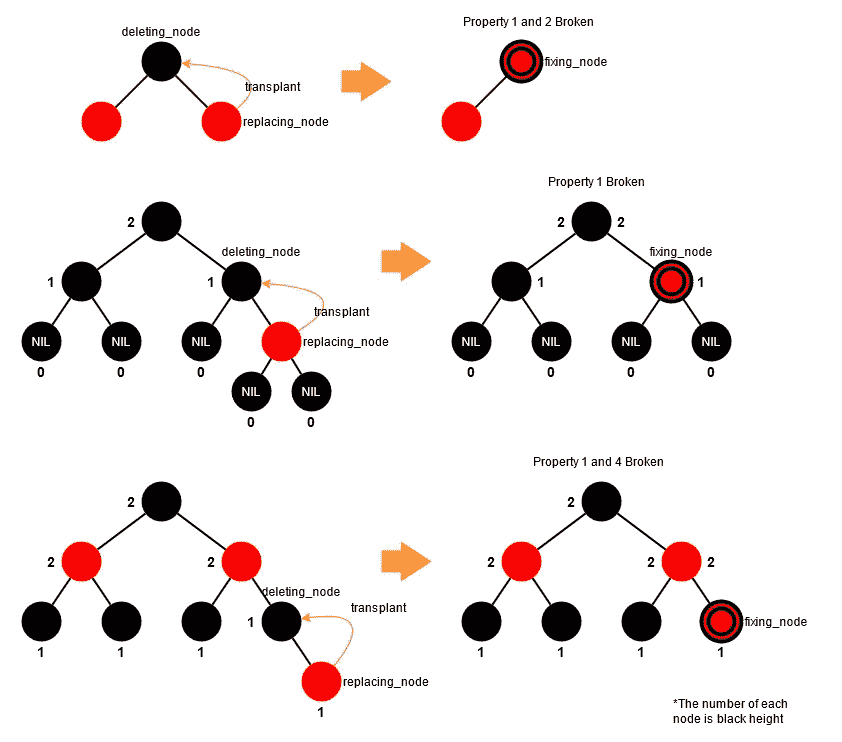 Property 1 and 2 Broken
deleting_node
fixing_node
transplant
replacing_node
Property 1 Broken
2
2 2
deleting_node
fixing_node
1
1
1
1
transplant
NIL NIL NIL
replacing_node
NIL NIL NIL NIL
0 0 0
0 0 0 0
NIL NIL
0 0
Property 1 and 4 Broken
2
2
2
2
2
2 2
deleting_node
transplant
1
fixing_node
1 1 1
1 1 1 1
replacing_node
1
*The number of each
node is black height